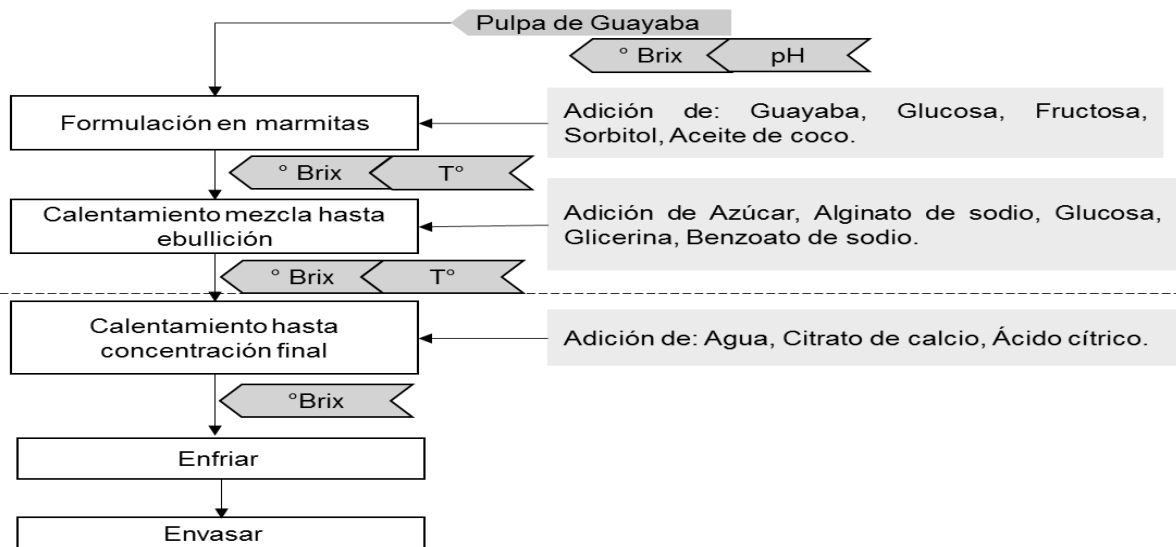 Pulpa de Guayaba
° Brix
pH
Formulación en marmitas
Adición de: Guayaba, Glucosa, Fructosa,
Sorbitol, Aceite de coco.
° Brix
T°
Calentamiento mezcla hasta
ebullición
Adición de Azúcar, Alginato de sodio, Glucosa,
Glicerina, Benzoato de sodio.
° Brix
T°
Calentamiento hasta
concentración final
Adición de: Agua, Citrato de calcio, Ácido cítrico.
°Brix
Enfriar
Envasar